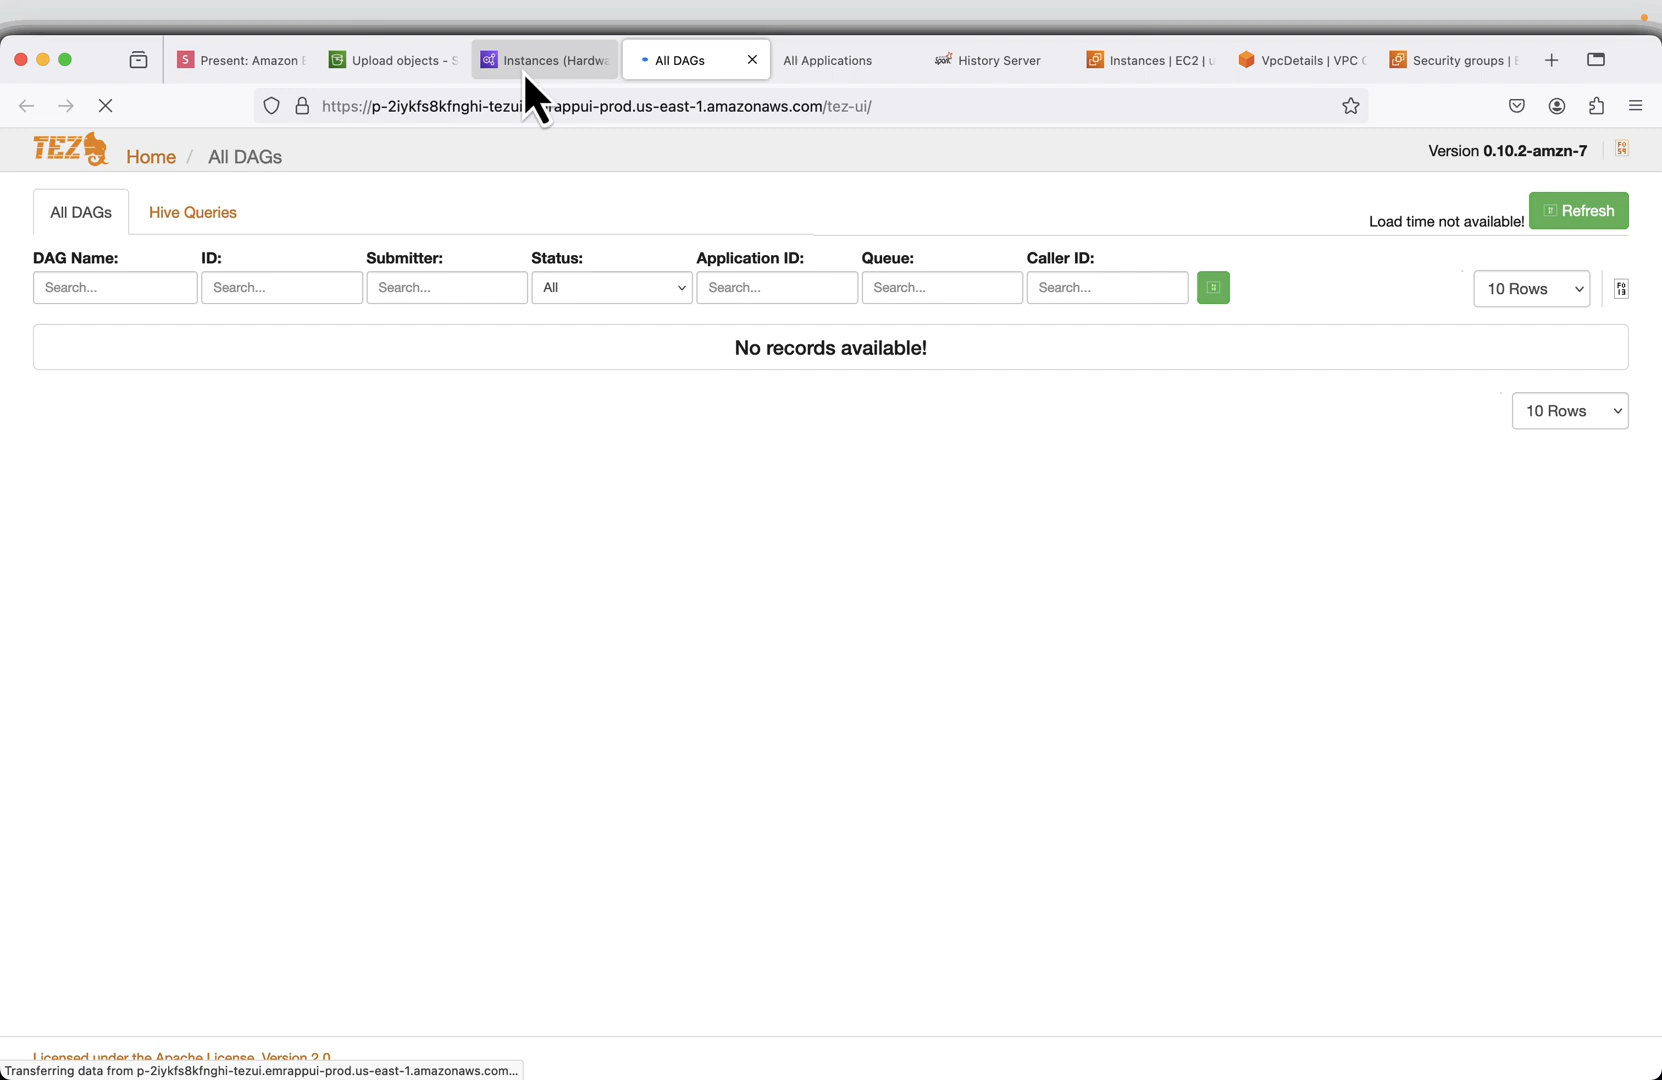 S Present: Amazon E
Upload objects - S
Instances (Hardwa
All DAGs
All Applications
History Server
Instances | EC2 | u
VpcDetails | VPC C
Security groups | E
https://p-2iykfs8kfnghi-tezui rappui-prod.us-east-1.amazonaws.com/tez-ui/
TEZ Home / All DAGs
Version 0.10.2-amzn-7
All DAGs
Hive Queries
Load time not available!
Refresh
DAG Name: ID: Submitter: Status: Application ID: Queue: Caller ID:
Search... Search... Search... All Search... Search... Search...
10 Rows
No records available!
10 Rows
Licensed under the Apache License, Version 2.0
Transferring data from p-2iykfs8kfnghi-tezui.emrappui-prod.us-east-1.amazonaws.com...